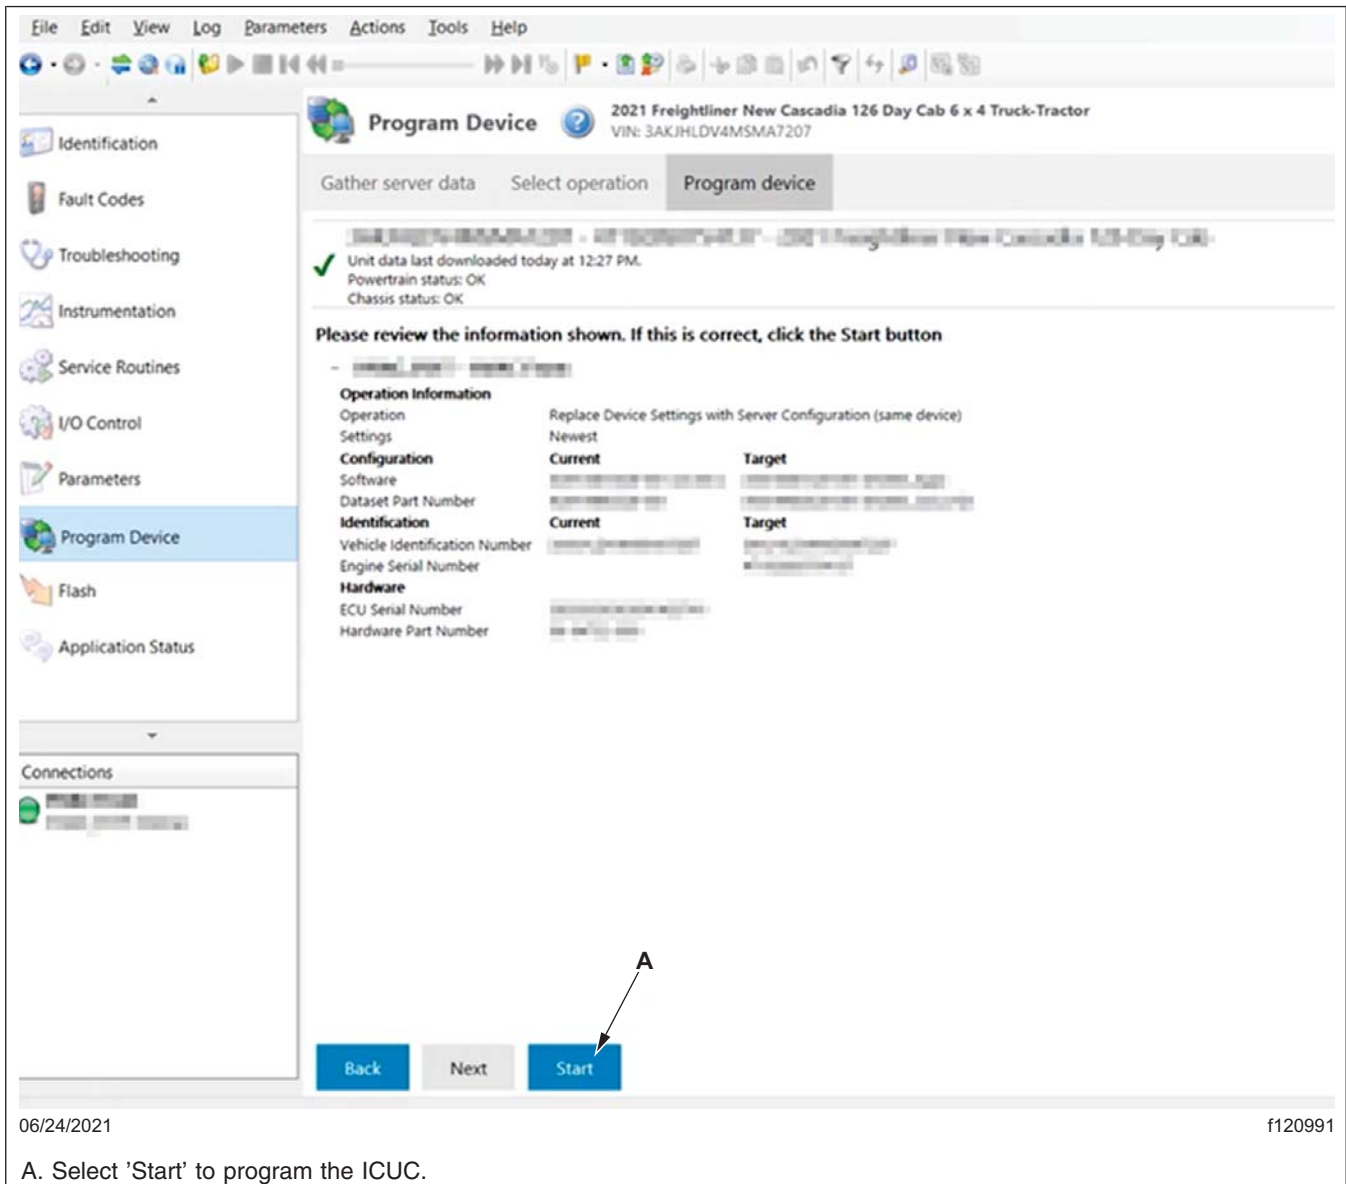 File Edit View Log Parameters Actions Tools Help
Program Device
2021 Freightliner New Cascadia 126 Day Cab 6 x 4 Truck-Tractor
VIN: 3AKJHLDV4MSMA7207
Identification
Fault Codes
Troubleshooting
Instrumentation
Service Routines
I/O Control
Parameters
Program Device
Flash
Application Status
Connections
Gather server data Select operation Program device
Unit data last downloaded today at 12:27 PM.
Powertrain status: OK
Chassis status: OK
Please review the information shown. If this is correct, click the Start button
Operation Information
Operation Replace Device Settings with Server Configuration (same device)
Settings Newest
Configuration Current Target
Software
Dataset Part Number
Identification Current Target
Vehicle Identification Number
Engine Serial Number
Hardware
ECU Serial Number
Hardware Part Number
A
Back Next Start
06/24/2021 f120991
A. Select ’Start’ to program the ICUC.